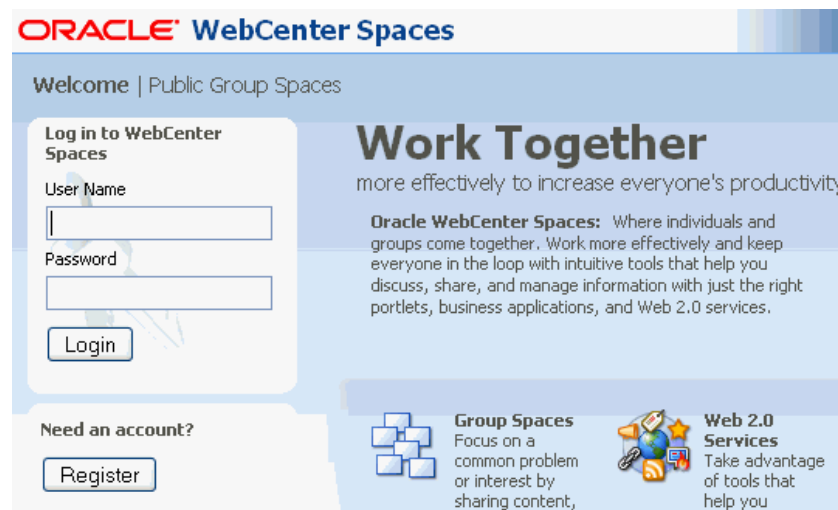 ORACLE WebCenter Spaces
Welcome | Public Group Spaces
Log in to WebCenter
Spaces
User Name
Password
Login
Need an account?
Register
Work Together
more effectively to increase everyone's productivity
Oracle WebCenter Spaces: Where individuals and
groups come together. Work more effectively and keep
everyone in the loop with intuitive tools that help you
discuss, share, and manage information with just the right
portlets, business applications, and Web 2.0 services.
Group Spaces
Focus on a
common problem
or interest by
sharing content,
Web 2.0
Services
Take advantage
of tools that
help you